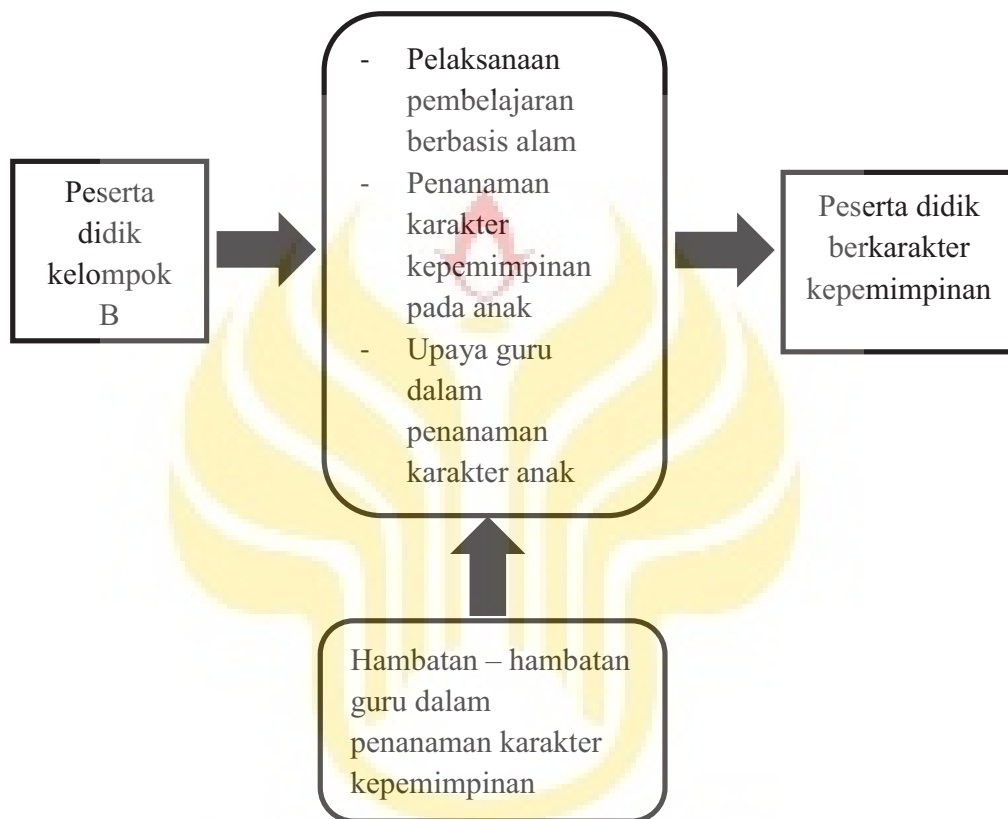 Peserta
didik
kelompok
B
- Pelaksanaan
pembelajaran
berbasis alam
- Penanaman
karakter
kepemimpinan
pada anak
- Upaya guru
dalam
penanaman
karakter anak
Peserta didik
berkarakter
kepemimpinan
Hambatan – hambatan
guru dalam
penanaman karakter
kepemimpinan